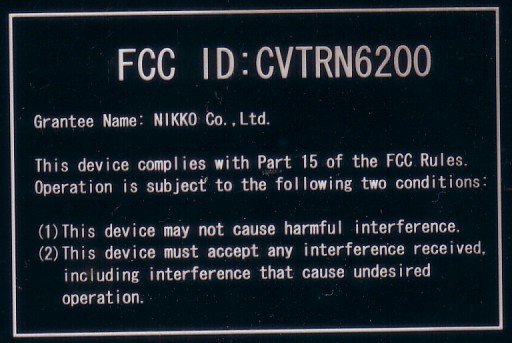 FCC ID:CVTRN6200
Grantee Name: NIKKO Co.,Ltd.
This device complies with Part 15 of the FCC Rules.
Operation is subject to the following two conditions:
(1)This device may not cause harmful interference.
(2)This device must accept any interference received,
including interference that cause undesired
operation.